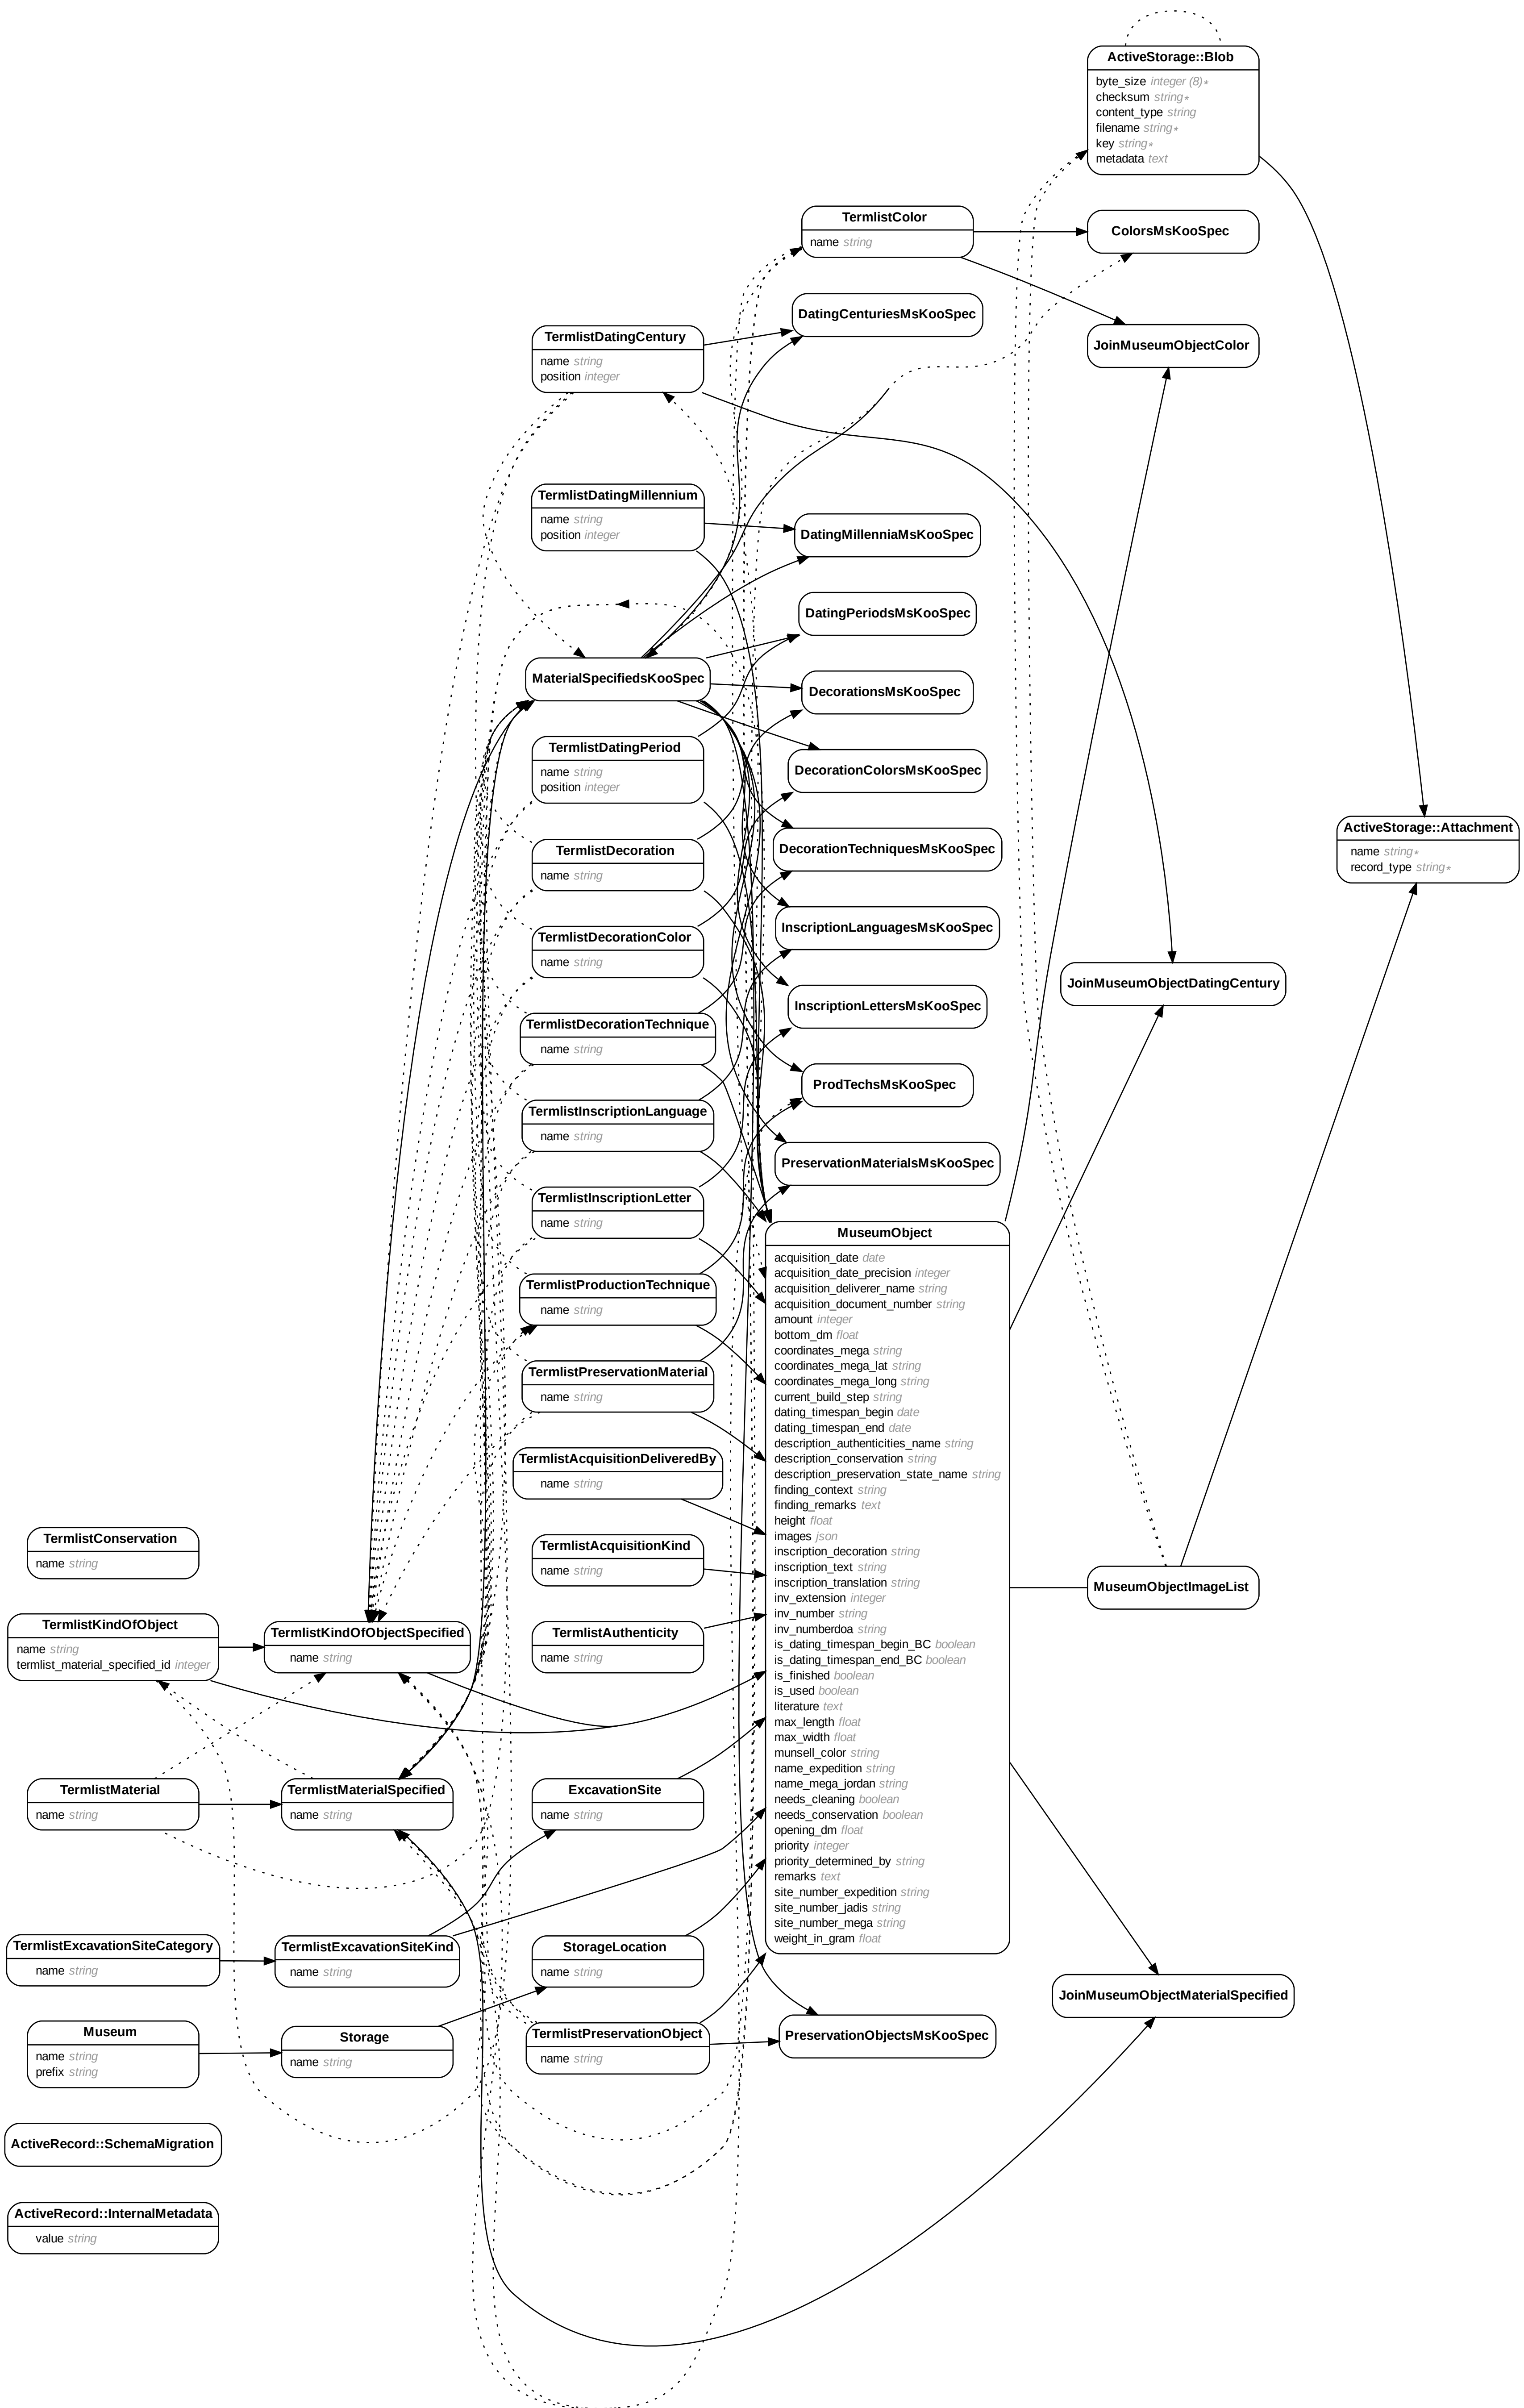 ActiveStorage::Blob
byte_size integer (8)∗
checksum string∗
content_type string
filename string∗
key string∗
metadata text
TermlistColor
name string
ColorsMsKooSpec
DatingCenturiesMsKooSpec
JoinMuseumObjectColor
TermlistDatingCentury
name string
position integer
TermlistDatingMillennium
name string
position integer
DatingMillenniaMsKooSpec
DatingPeriodsMsKooSpec
MaterialSpecifiedsKooSpec
DecorationsMsKooSpec
TermlistDatingPeriod
name string
position integer
DecorationColorsMsKooSpec
TermlistDecoration
name string
DecorationTechniquesMsKooSpec
ActiveStorage::Attachment
name string∗
record_type string∗
TermlistDecorationColor
name string
InscriptionLanguagesMsKooSpec
JoinMuseumObjectDatingCentury
TermlistDecorationTechnique
name string
InscriptionLettersMsKooSpec
TermlistInscriptionLanguage
name string
ProdTechsMsKooSpec
TermlistInscriptionLetter
name string
PreservationMaterialsMsKooSpec
TermlistProductionTechnique
name string
TermlistPreservationMaterial
name string
TermlistAcquisitionDeliveredBy
name string
TermlistAcquisitionKind
name string
TermlistAuthenticity
name string
MuseumObject
acquisition_date date
acquisition_date_precision integer
acquisition_deliverer_name string
acquisition_document_number string
amount integer
bottom_dm float
coordinates_mega string
coordinates_mega_lat string
coordinates_mega_long string
current_build_step string
dating_timespan_begin date
dating_timespan_end date
description_authenticities_name string
description_conservation string
description_preservation_state_name string
finding_context string
finding_remarks text
height float
images json
inscription_decoration string
inscription_text string
inscription_translation string
inv_extension integer
inv_number string
inv_numberdoa string
is_dating_timespan_begin_BC boolean
is_dating_timespan_end_BC boolean
is_finished boolean
is_used boolean
literature text
max_length float
max_width float
munsell_color string
name_expedition string
name_mega_jordan string
needs_cleaning boolean
needs_conservation boolean
opening_dm float
priority integer
priority_determined_by string
remarks text
site_number_expedition string
site_number_jadis string
site_number_mega string
weight_in_gram float
MuseumObjectImageList
TermlistConservation
name string
TermlistKindOfObject
name string
termlist_material_specified_id integer
TermlistKindOfObjectSpecified
name string
TermlistMaterial
name string
TermlistMaterialSpecified
name string
ExcavationSite
name string
TermlistExcavationSiteCategory
name string
TermlistExcavationSiteKind
name string
StorageLocation
name string
JoinMuseumObjectMaterialSpecified
Museum
name string
prefix string
Storage
name string
TermlistPreservationObject
name string
PreservationObjectsMsKooSpec
ActiveRecord::SchemaMigration
ActiveRecord::InternalMetadata
value string